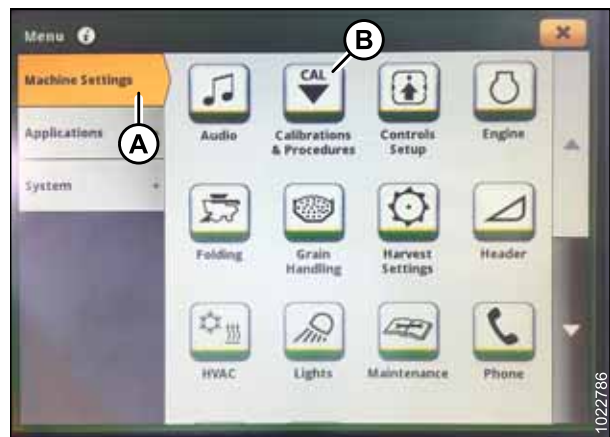 Menu i
B
Machine Settings
A
Applications
System
CAL
Audio
Calibrations
& Procedures
Controls
Setup
Engine
Folding
Grain
Handling
Harvest
Settings
Header
HVAC
Lights
Maintenance
Phone
1022786